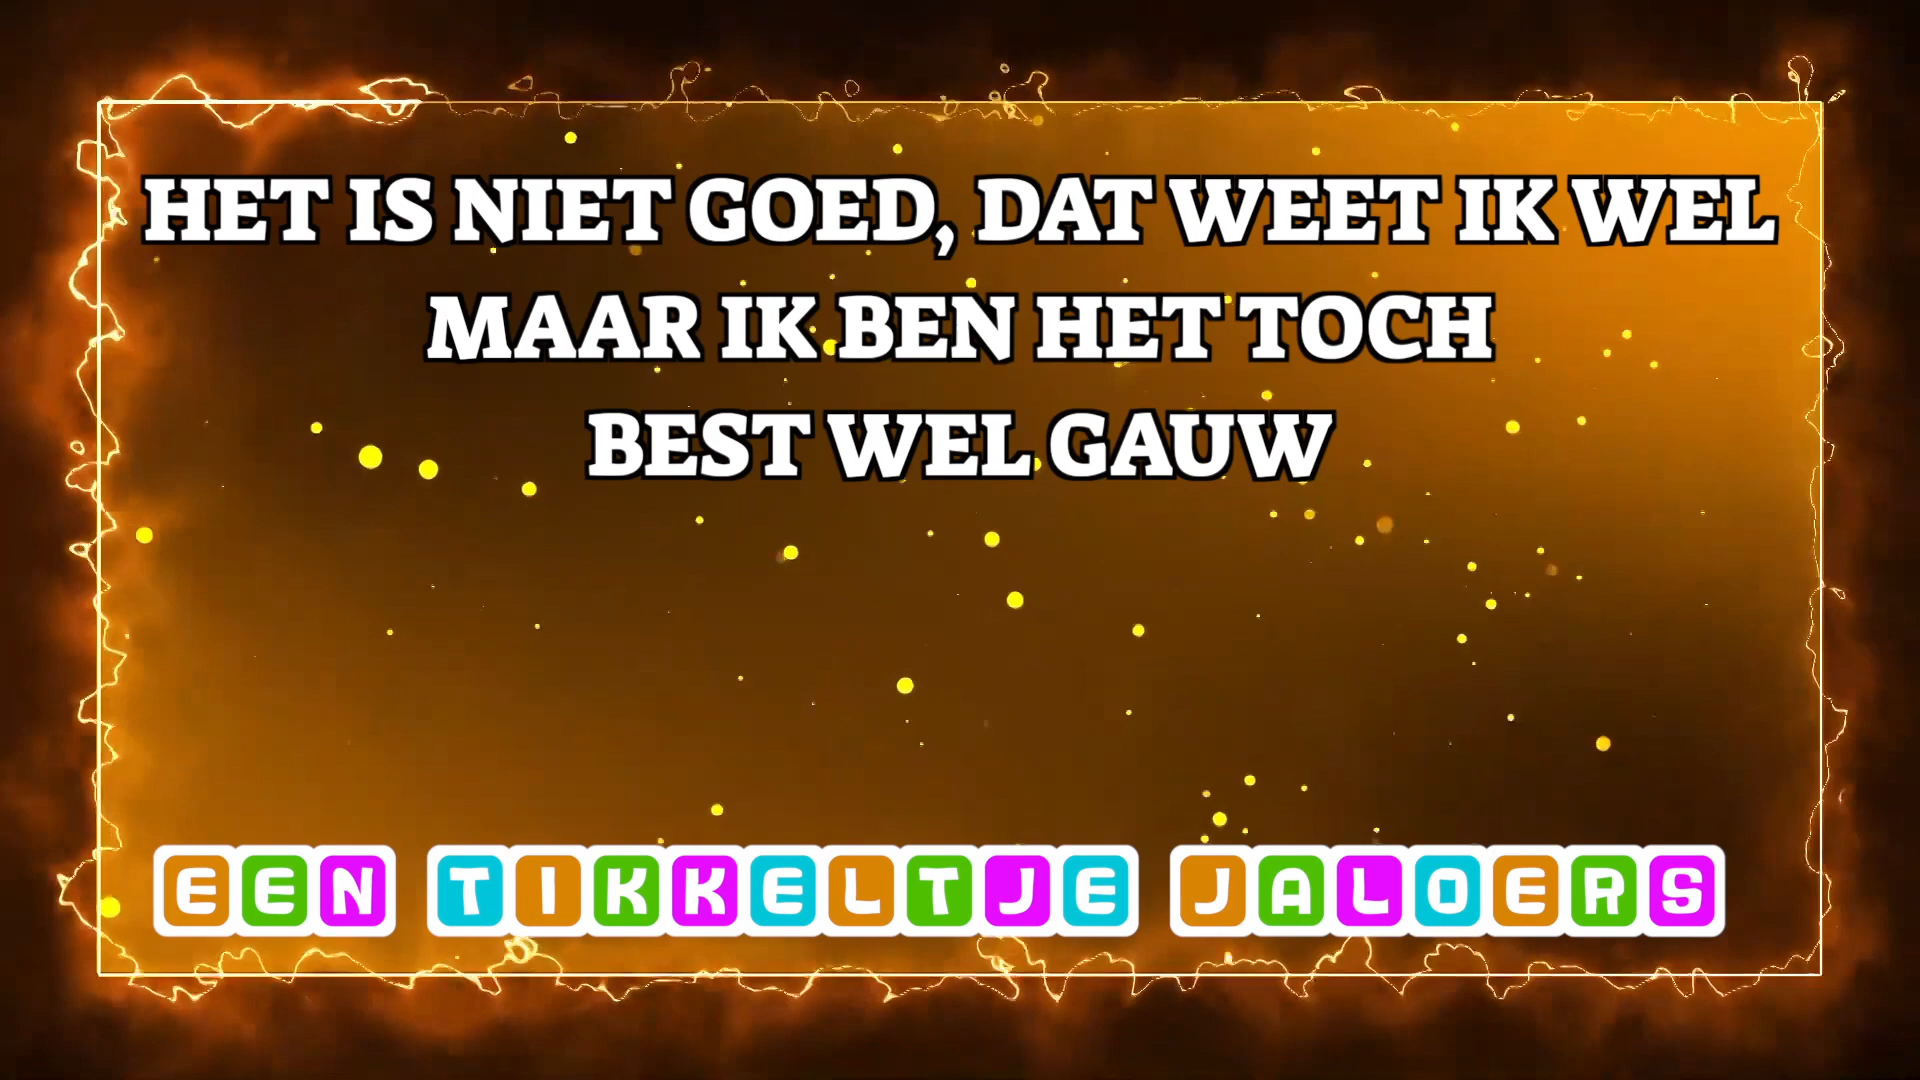 HET IS NIET GOED, DAT WEET IK WEL
MAAR IK BEN HET TOCH
BEST WEL GAUW
EEN TIKKELTJE JALOERS